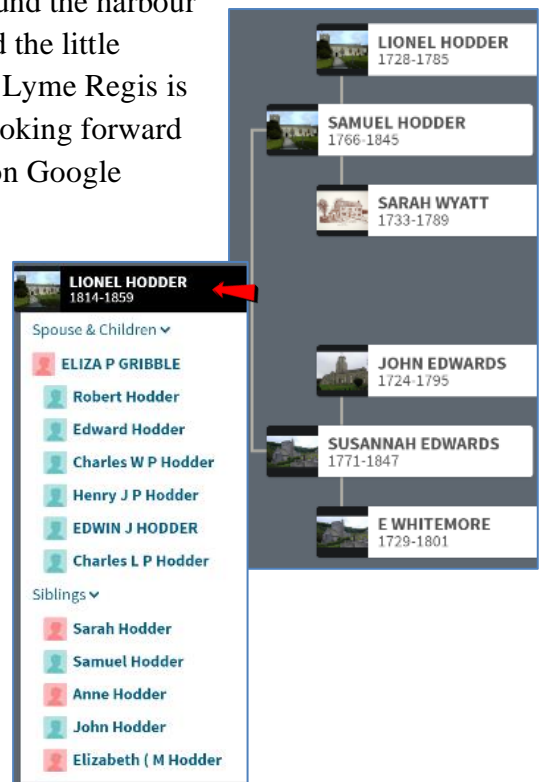 und the harbour
d the little
Lyme Regis is
ooking forward
on Google
LIONEL HODDER
1728-1785
SAMUEL HODDER
1766-1845
SARAH WYATT
1733-1789
JOHN EDWARDS
1724-1795
SUSANNAH EDWARDS
1771-1847
E WHITEMORE
1729-1801
LIONEL HODDER
1814-1859
Spouse & Children
ELIZA P GRIBBLE
Robert Hodder
Edward Hodder
Charles W P Hodder
Henry J P Hodder
EDWIN J HODDER
Charles L P Hodder
Siblings
Sarah Hodder
Samuel Hodder
Anne Hodder
John Hodder
Elizabeth ( M Hodder